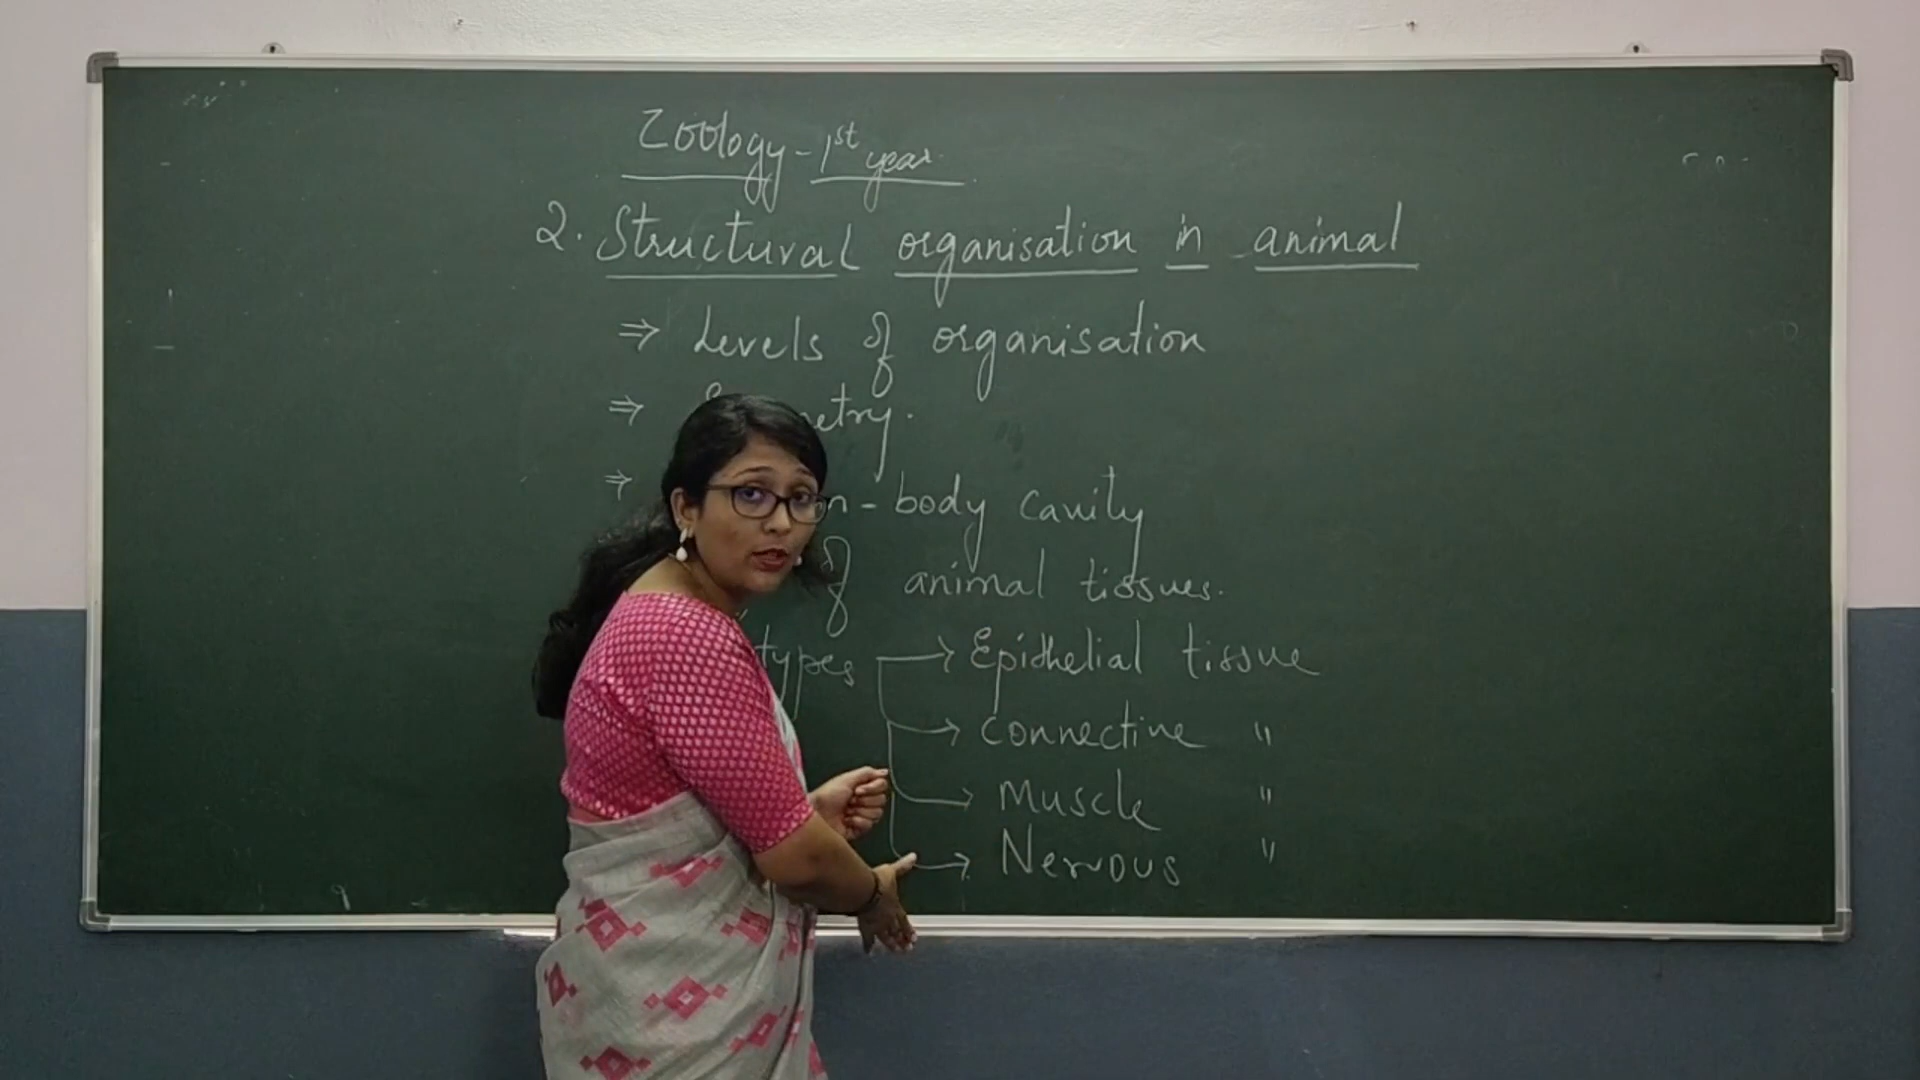 Zoology - 1st year
2. Structural organisation in animal
⇒ Levels of organisation
⇒
⇒ - body cavity
of animal tissues.
types → Epithelial tissue
→ connective "
→ Muscle "
→ Nervous "